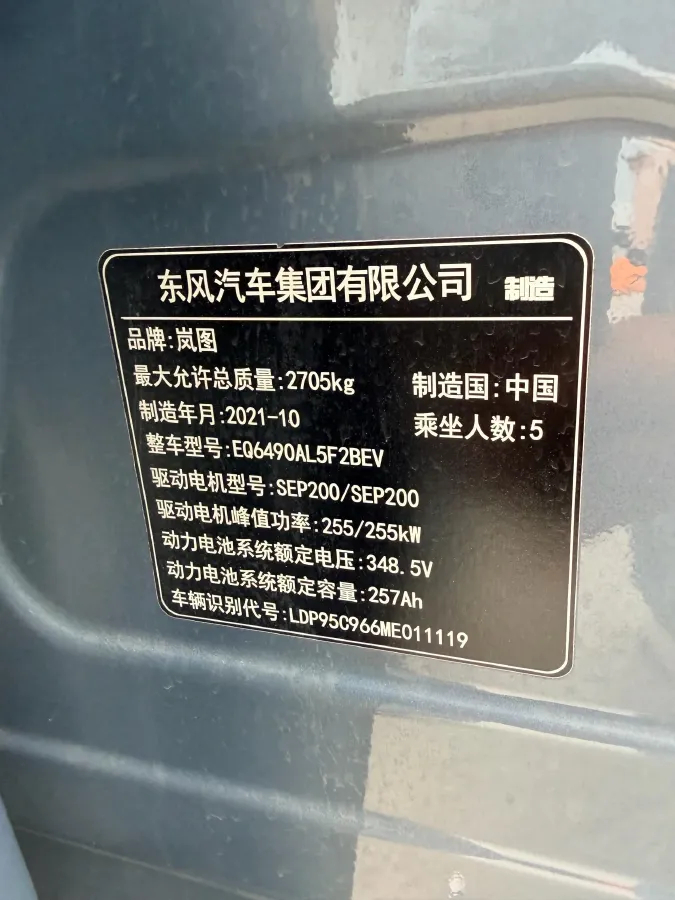 东风汽车集团有限公司 制造
品牌:岚图
最大允许总质量:2705kg 制造国:中国
制造年月:2021-10 乘坐人数:5
整车型号:EQ6490AL5F2BEV
驱动电机型号:SEP200/SEP200
驱动电机峰值功率:255/255kW
动力电池系统额定电压:348.5V
动力电池系统额定容量:257Ah
车辆识别代号:LDP95C966ME011119